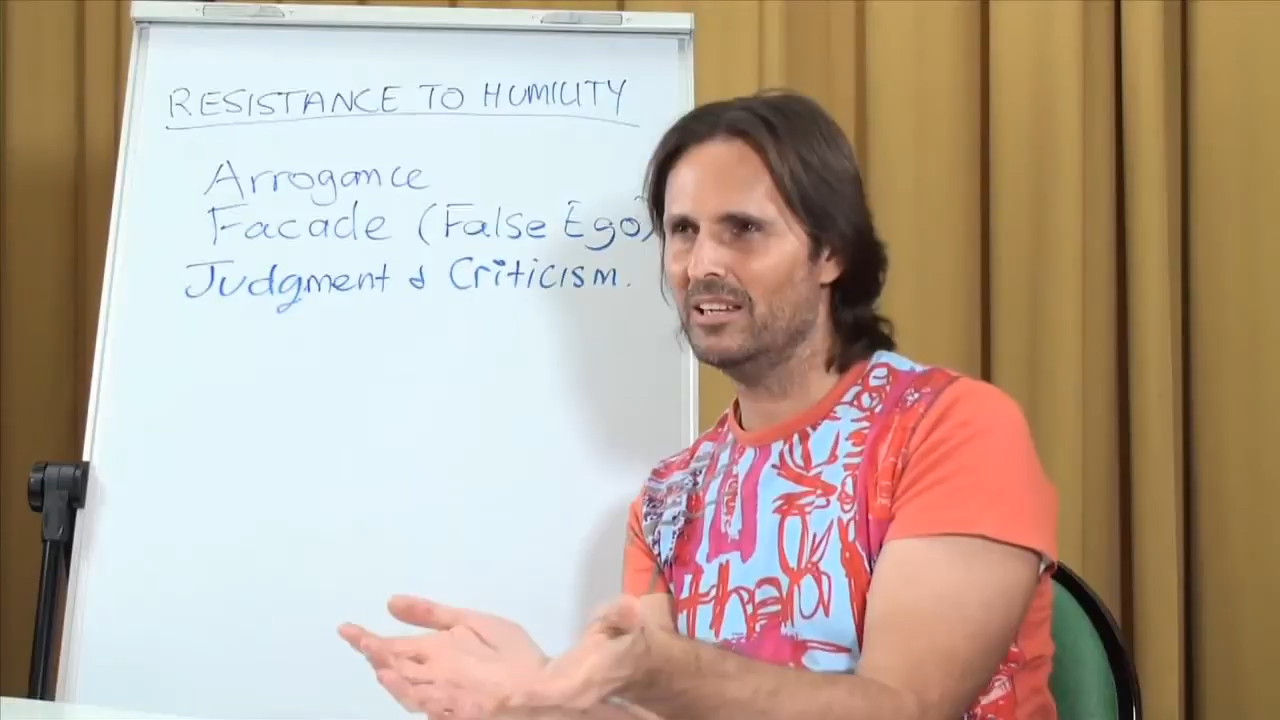 RESISTANCE TO HUMILITY
Arrogance
Facade (False Ego)
Judgment & Criticism.